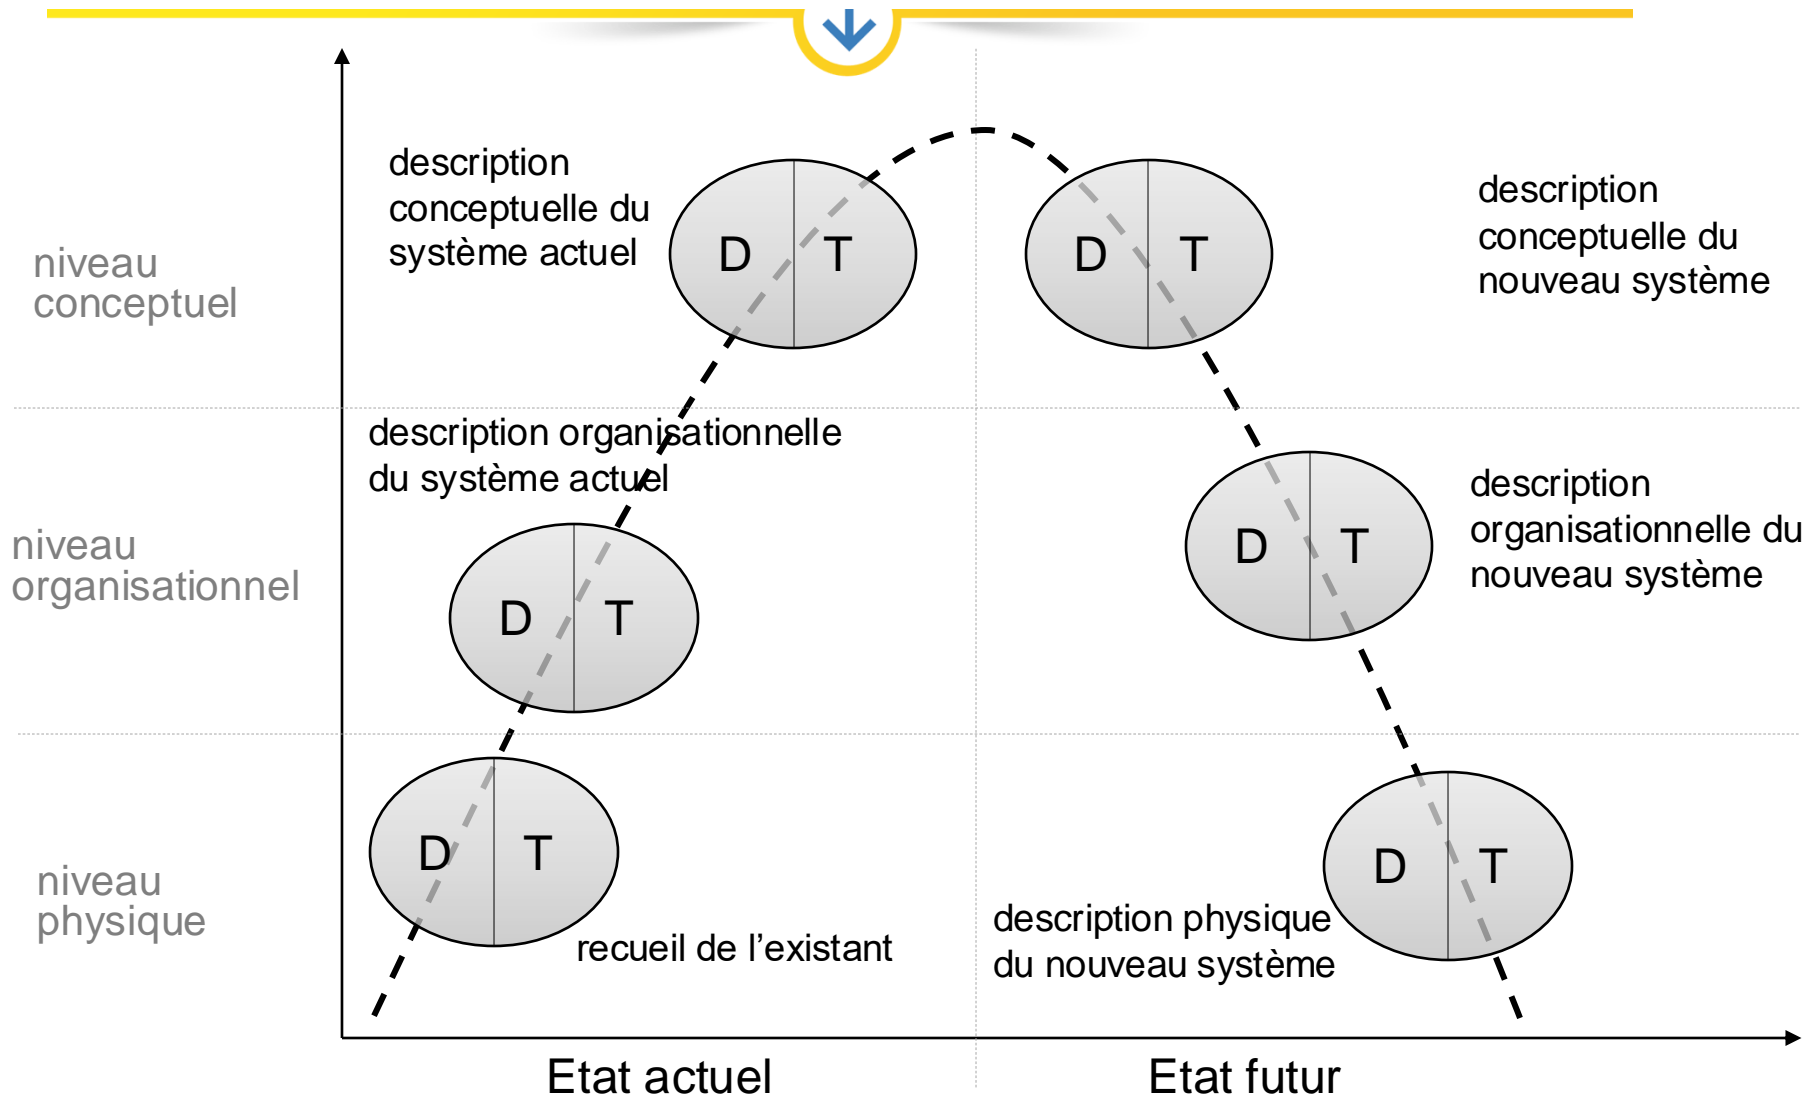 description
conceptuelle du
système actuel
D T
D T
description
conceptuelle du
nouveau système
niveau
conceptuel
description organisationnelle
du système actuel
D T
D T
description
organisationnelle du
nouveau système
niveau
organisationnel
D T
D T
niveau
physique
recueil de l’existant
description physique
du nouveau système
Etat actuel
Etat futur